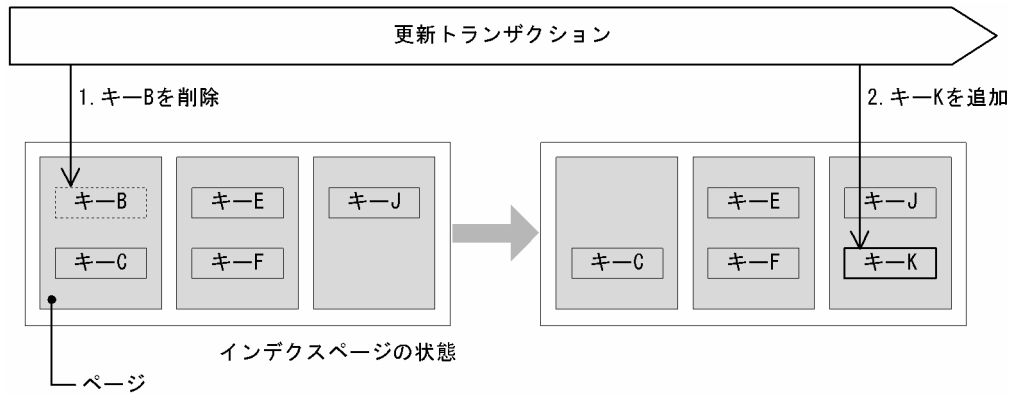 更新トランザクション
1. キーBを削除
2. キーKを追加
キーB
キーE
キーJ
キーC
キーF
キーE
キーJ
キーC
キーF
キーK
インデクスページの状態
ページ